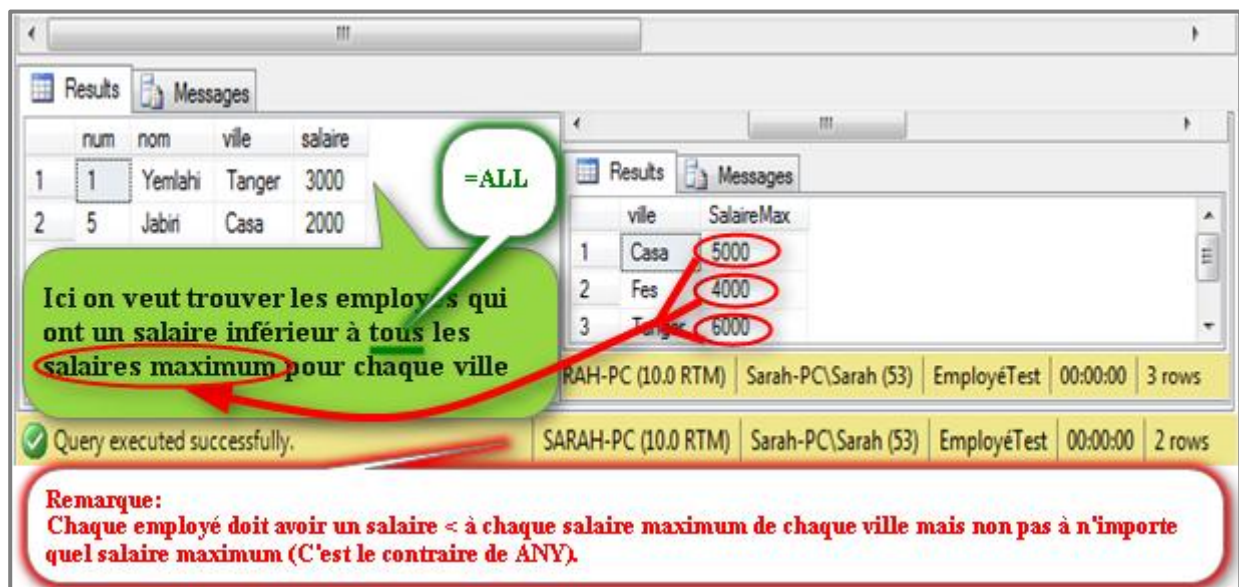 Results Messages
num nom ville salaire
1 1 Yemlahi Tanger 3000
2 5 Jabiri Casa 2000
=ALL
Results Messages
ville SalaireMax
1 Casa 5000
2 Fes 4000
3 Tanger 6000
Ici on veut trouver les employés qui
ont un salaire inférieur à tous les
salaires maximum pour chaque ville
RAH-PC (10.0 RTM) Sarah-PC\Sarah (53) EmployéTest 00:00:00 3 rows
Query executed successfully. SARAH-PC (10.0 RTM) Sarah-PC\Sarah (53) EmployéTest 00:00:00 2 rows
Remarque:
Chaque employé doit avoir un salaire < à chaque salaire maximum de chaque ville mais non pas à n'importe
quel salaire maximum (C'est le contraire de ANY).